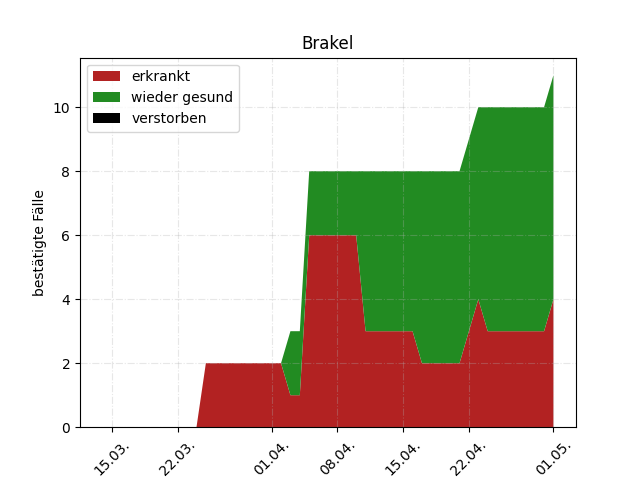 Brakel
erkrankt
wieder gesund
verstorben
bestätigte Fälle
10
8
6
4
2
0
15.03.
22.03.
01.04.
08.04.
15.04.
22.04.
01.05.